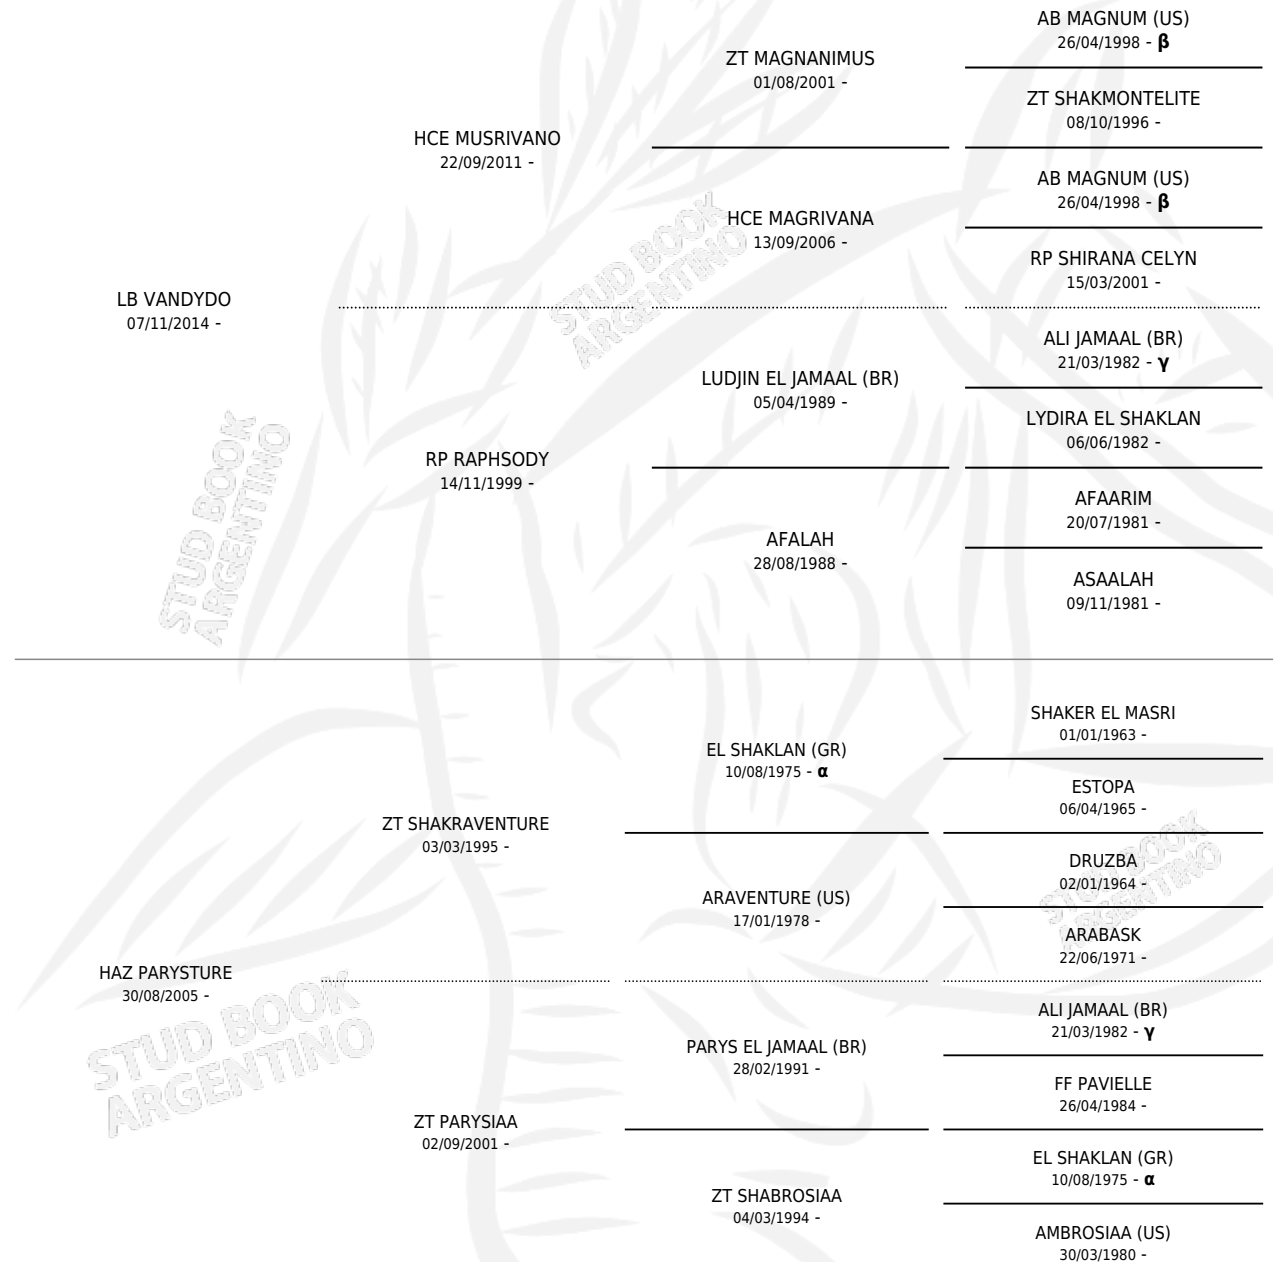 AB MAGNUM (US)
26/04/1998 - β
ZT MAGNANIMUS
01/08/2001 -
ZT SHAKMONTELITE
08/10/1996 -
HCE MUSRIVANO
22/09/2011 -
AB MAGNUM (US)
26/04/1998 - β
HCE MAGRIVANA
13/09/2006 -
RP SHIRANA CELYN
15/03/2001 -
LB VANDYDO
07/11/2014 -
ALI JAMAAL (BR)
21/03/1982 - γ
LUDJIN EL JAMAAL (BR)
05/04/1989 -
LYDIRA EL SHAKLAN
06/06/1982 -
RP RAPHSODY
14/11/1999 -
AFAARIM
20/07/1981 -
AFALAH
28/08/1988 -
ASAALAH
09/11/1981 -
SHAKER EL MASRI
01/01/1963 -
EL SHAKLAN (GR)
10/08/1975 - α
ESTOPA
06/04/1965 -
ZT SHAKRAVENTURE
03/03/1995 -
DRUZBA
02/01/1964 -
ARAVENTURE (US)
17/01/1978 -
ARABASK
22/06/1971 -
HAZ PARYSTURE
30/08/2005 -
ALI JAMAAL (BR)
21/03/1982 - γ
PARYS EL JAMAAL (BR)
28/02/1991 -
FF PAVIELLE
26/04/1984 -
ZT PARYSIAA
02/09/2001 -
EL SHAKLAN (GR)
10/08/1975 - α
ZT SHABROSIAA
04/03/1994 -
AMBROSIAA (US)
30/03/1980 -
STUD BOOK
ARGENTINO
STUD BOOK
ARGENTINO
STUD BOOK
ARGENTINO
STUD BOOK
ARGENTINO